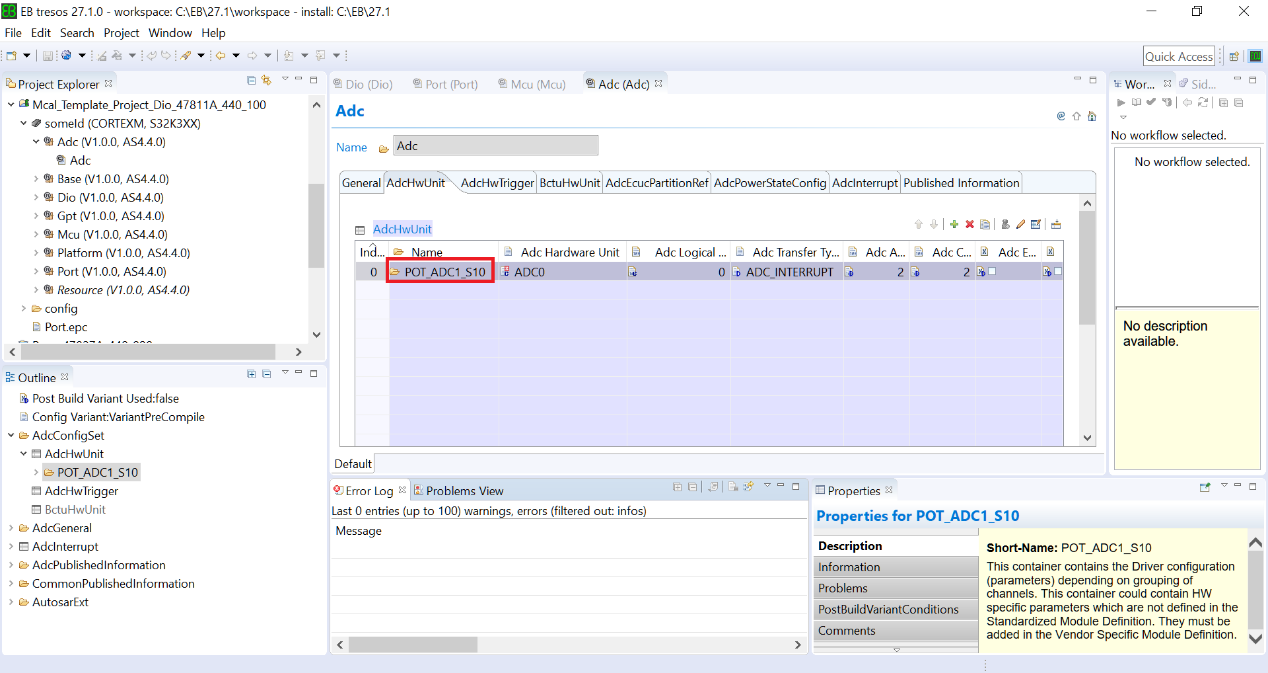 EB tresos 27.1.0 - workspace: C:\EB\27.1\workspace - install: C:\EB\27.1
File Edit Search Project Window Help
Quick Access
Project Explorer
Mcal_Template_Project_Dio_47811A_440_100
someId (CORTEXM, S32K3XX)
Adc (V1.0.0, AS4.4.0)
Adc
Base (V1.0.0, AS4.4.0)
Dio (V1.0.0, AS4.4.0)
Gpt (V1.0.0, AS4.4.0)
Mcu (V1.0.0, AS4.4.0)
Platform (V1.0.0, AS4.4.0)
Port (V1.0.0, AS4.4.0)
Resource (V1.0.0, AS4.4.0)
config
Port.epc
Outline
Post Build Variant Used:false
Config Variant:VariantPreCompile
AdcConfigSet
AdcHwUnit
POT_ADC1_S10
AdcHwTrigger
BctuHwUnit
AdcGeneral
AdcInterrupt
AdcPublishedInformation
CommonPublishedInformation
AutosarExt
Dio (Dio) Port (Port) Mcu (Mcu) Adc (Adc)
Adc
Name Adc
General AdcHwUnit AdcHwTrigger BctuHwUnit AdcEcucPartitionRef AdcPowerStateConfig AdcInterrupt Published Information
AdcHwUnit
Ind... Name Adc Hardware Unit Adc Logical ... Adc Transfer Ty... Adc A... Adc C... Adc E...
0 POT_ADC1_S10 ADC0 0 ADC_INTERRUPT 2 2
Default
Error Log Problems View
Last 0 entries (up to 100) warnings, errors (filtered out: infos)
Message
Wor... Sid...
No workflow selected.
No workflow selected.
No description
available.
Properties
Properties for POT_ADC1_S10
Description
Information
Problems
PostBuildVariantConditions
Comments
Short-Name: POT_ADC1_S10
This container contains the Driver configuration
(parameters) depending on grouping of
channels. This container could contain HW
specific parameters which are not defined in the
Standardized Module Definition. They must be
added in the Vendor Specific Module Definition.